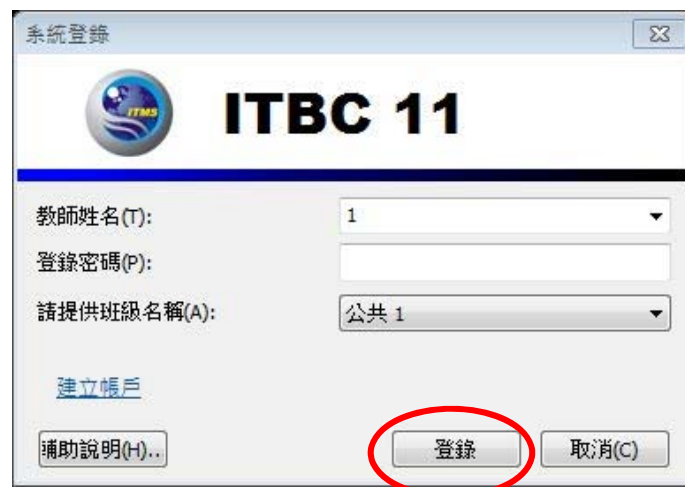 系統登錄
ITMS
ITBC 11
教師姓名(T): 1
登錄密碼(P):
請提供班級名稱(A): 公共 1
建立帳戶
輔助說明(H)... 登錄 取消(C)